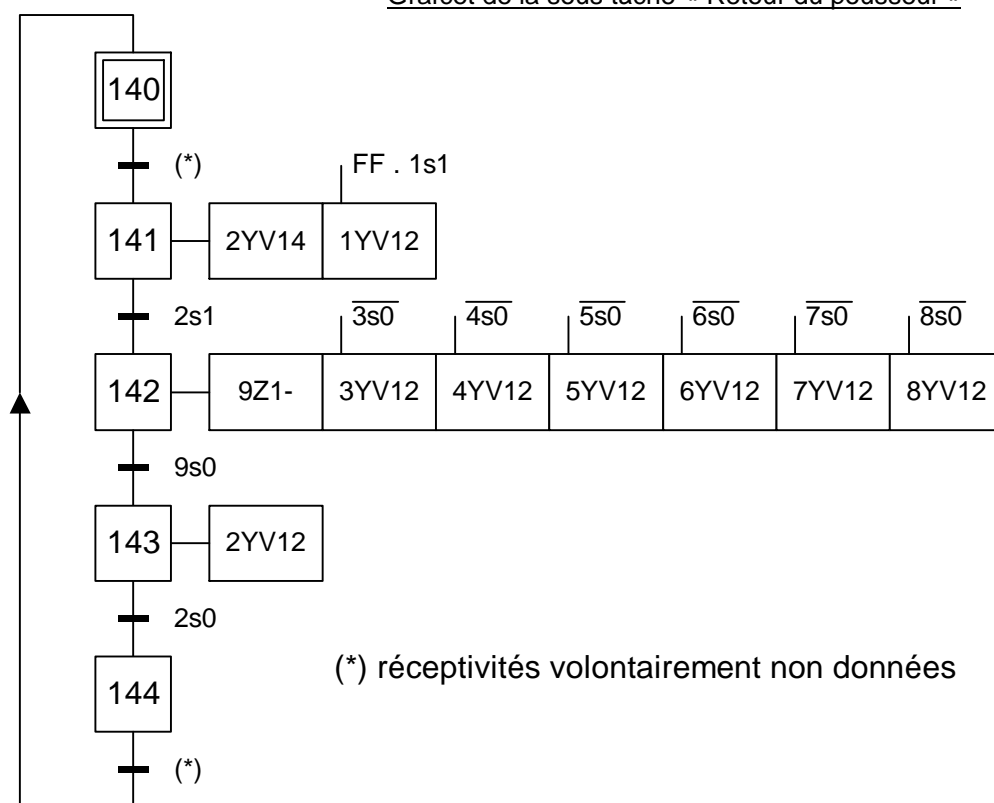 Grafcet de la sous tâche « Retour du pousseur »
140
(*)
FF . 1s1
141 2YV14 1YV12
2s1 3s0 4s0 5s0 6s0 7s0 8s0
142 9Z1- 3YV12 4YV12 5YV12 6YV12 7YV12 8YV12
9s0
143 2YV12
2s0
(*) réceptivités volontairement non données
144
(*)